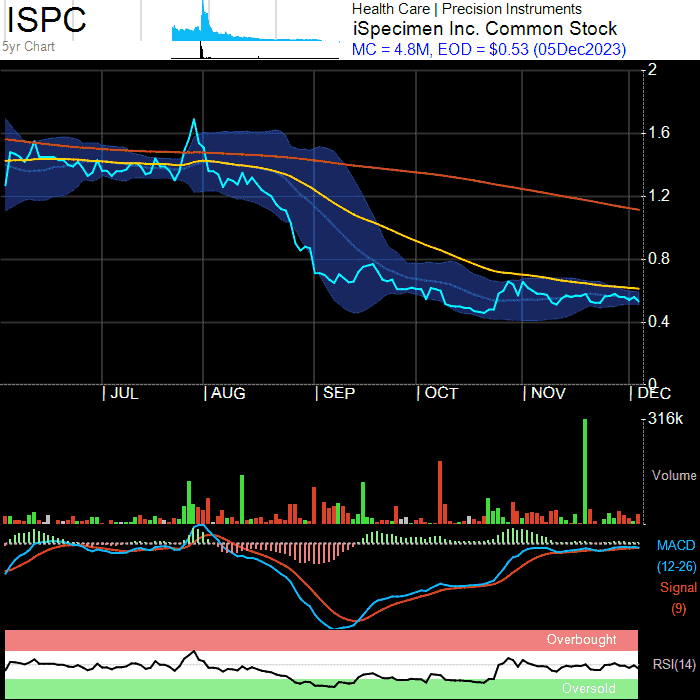 ISPC
5yr Chart
Health Care | Precision Instruments
iSpecimen Inc. Common Stock
MC = 4.8M, EOD = $0.53 (05Dec2023)
2
1.6
1.2
0.8
0.4
0
| JUL | AUG | SEP | OCT | NOV | DEC
316k
Volume
MACD
(12-26)
Signal
(9)
Overbought
RSI(14)
Oversold